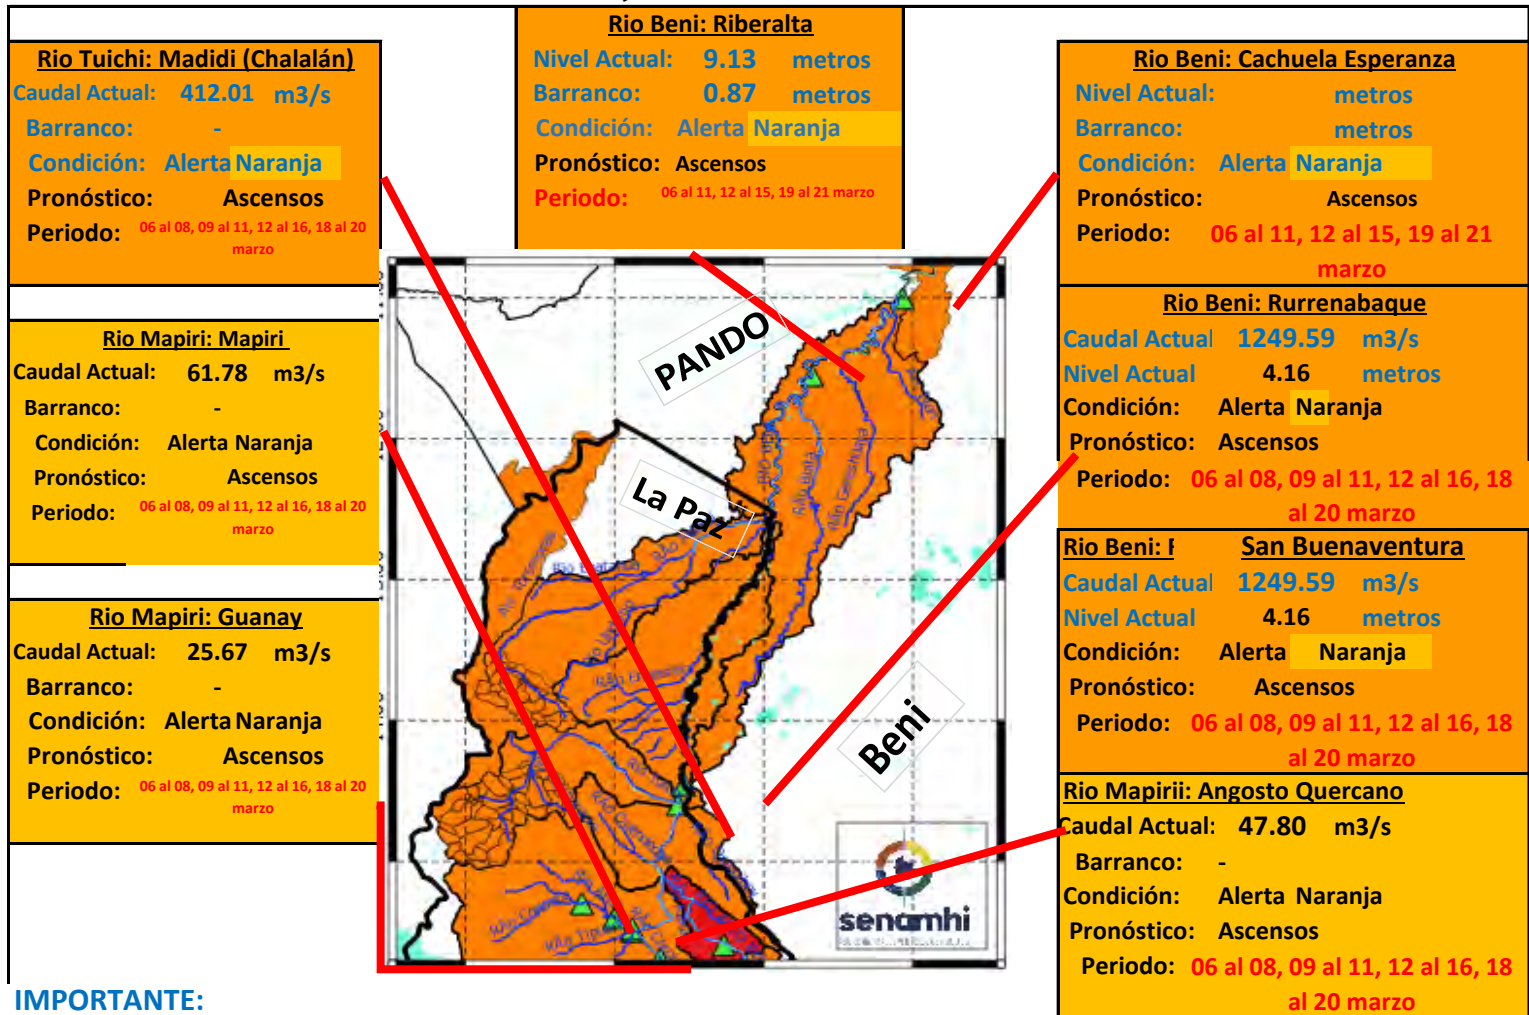 Rio Tuichi: Madidi (Chalalán)
Caudal Actual: 412.01 m3/s
Barranco: -
Condición: Alerta Naranja
Pronóstico: Ascensos
Periodo: 06 al 08, 09 al 11, 12 al 16, 18 al 20
marzo
Rio Mapiri: Mapiri
Caudal Actual: 61.78 m3/s
Barranco: -
Condición: Alerta Naranja
Pronóstico: Ascensos
Periodo: 06 al 08, 09 al 11, 12 al 16, 18 al 20
marzo
Rio Mapiri: Guanay
Caudal Actual: 25.67 m3/s
Barranco: -
Condición: Alerta Naranja
Pronóstico: Ascensos
Periodo: 06 al 08, 09 al 11, 12 al 16, 18 al 20
marzo
Rio Beni: Riberalta
Nivel Actual: 9.13 metros
Barranco: 0.87 metros
Condición: Alerta Naranja
Pronóstico: Ascensos
Periodo: 06 al 11, 12 al 15, 19 al 21 marzo
PANDO
La Paz
Beni
senamhi
Rio Beni: Cachuela Esperanza
Nivel Actual: metros
Barranco: metros
Condición: Alerta Naranja
Pronóstico: Ascensos
Periodo: 06 al 11, 12 al 15, 19 al 21
marzo
Rio Beni: Rurrenabaque
Caudal Actual 1249.59 m3/s
Nivel Actual 4.16 metros
Condición: Alerta Naranja
Pronóstico: Ascensos
Periodo: 06 al 08, 09 al 11, 12 al 16, 18
al 20 marzo
Rio Beni: San Buenaventura
Caudal Actual 1249.59 m3/s
Nivel Actual 4.16 metros
Condición: Alerta Naranja
Pronóstico: Ascensos
Periodo: 06 al 08, 09 al 11, 12 al 16, 18
al 20 marzo
Rio Mapirii: Angosto Quercano
Caudal Actual: 47.80 m3/s
Barranco: -
Condición: Alerta Naranja
Pronóstico: Ascensos
Periodo: 06 al 08, 09 al 11, 12 al 16, 18
al 20 marzo
IMPORTANTE: